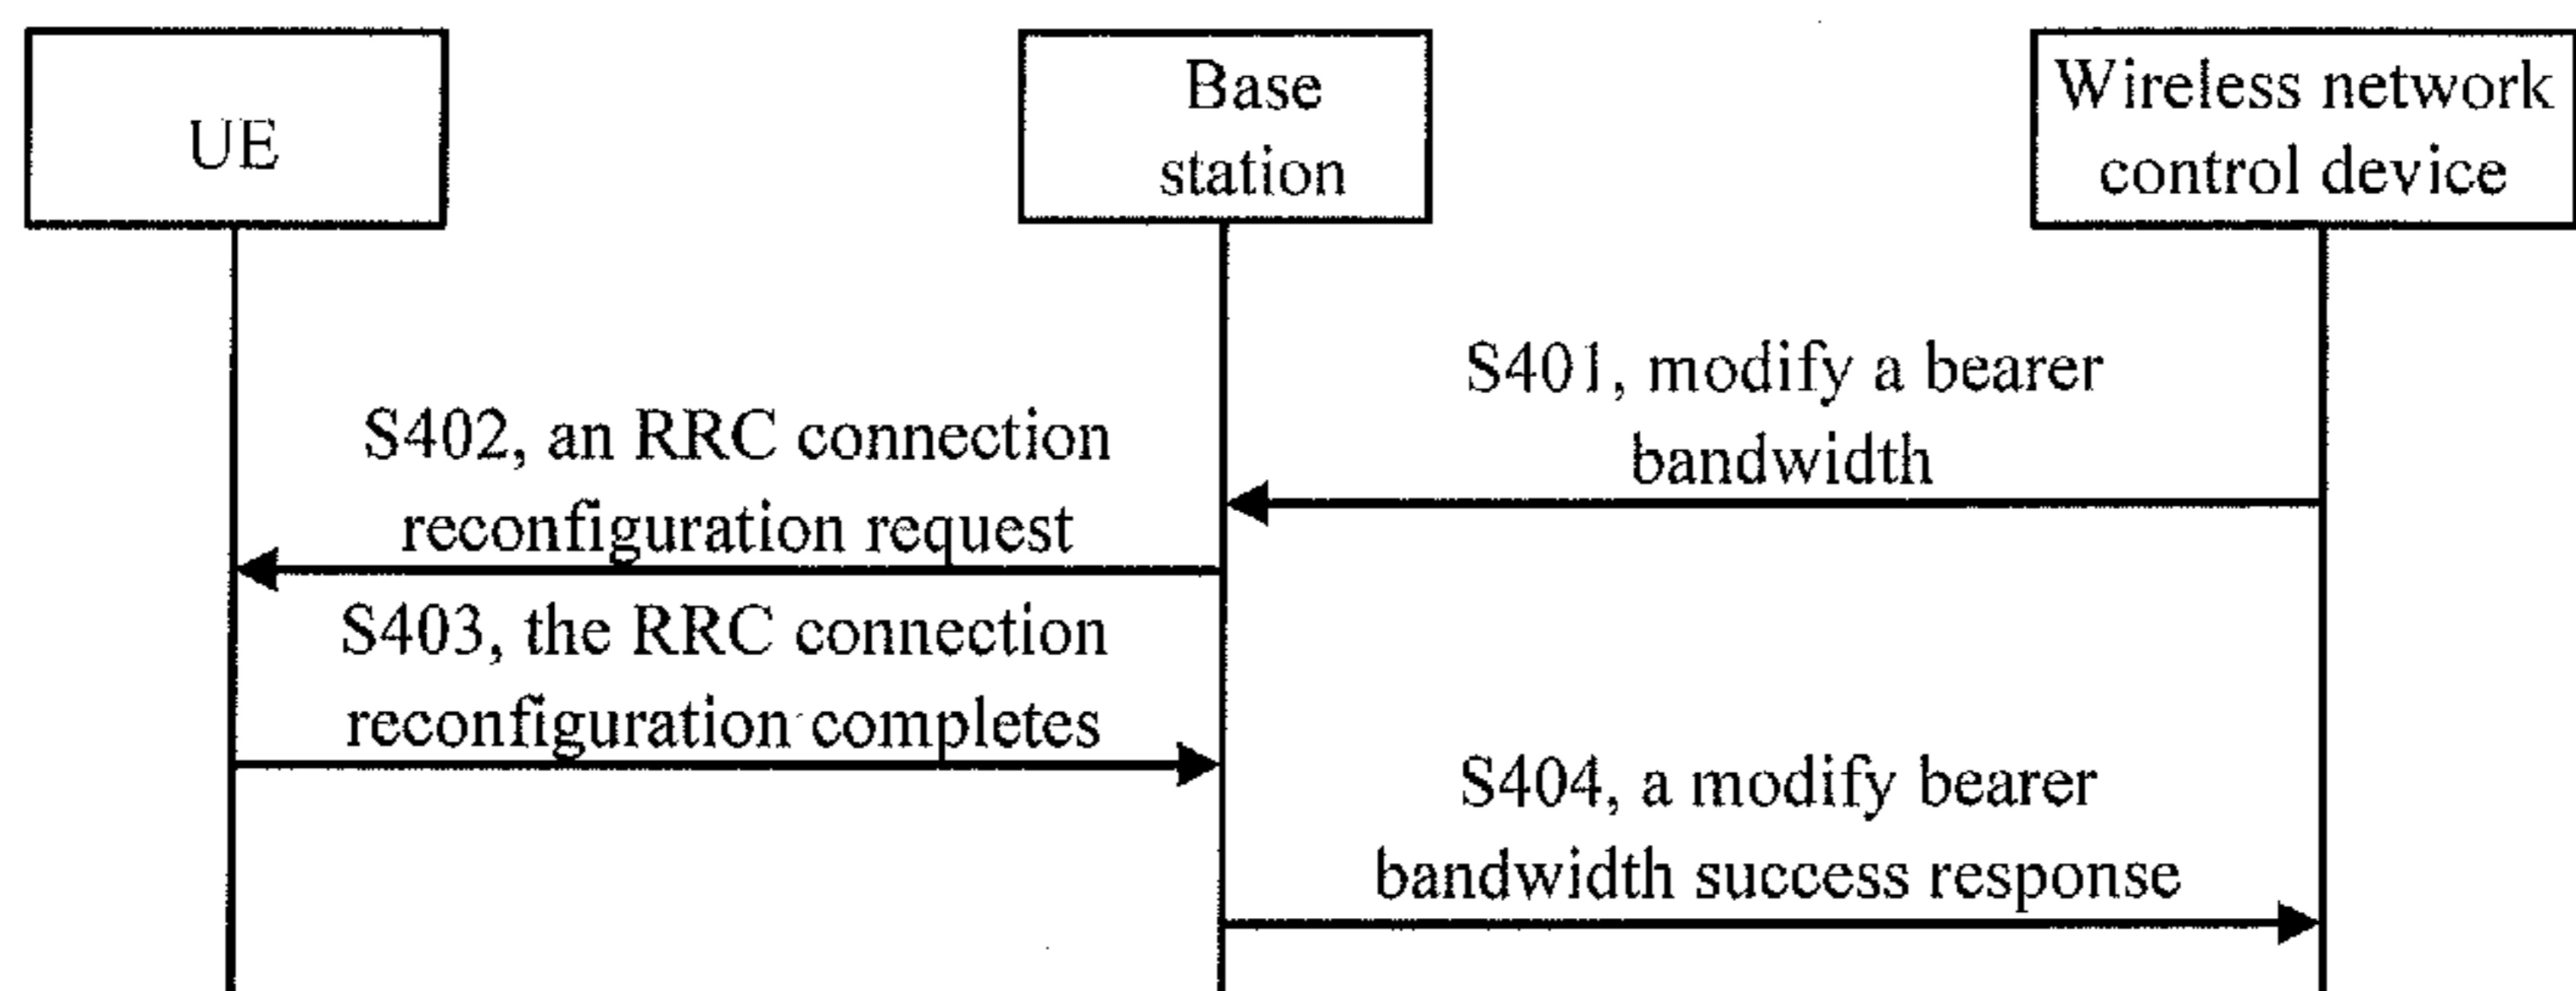 UE
Base
station
Wireless network
control device
S401, modify a bearer
bandwidth
S402, an RRC connection
reconfiguration request
S403, the RRC connection
reconfiguration completes
S404, a modify bearer
bandwidth success response